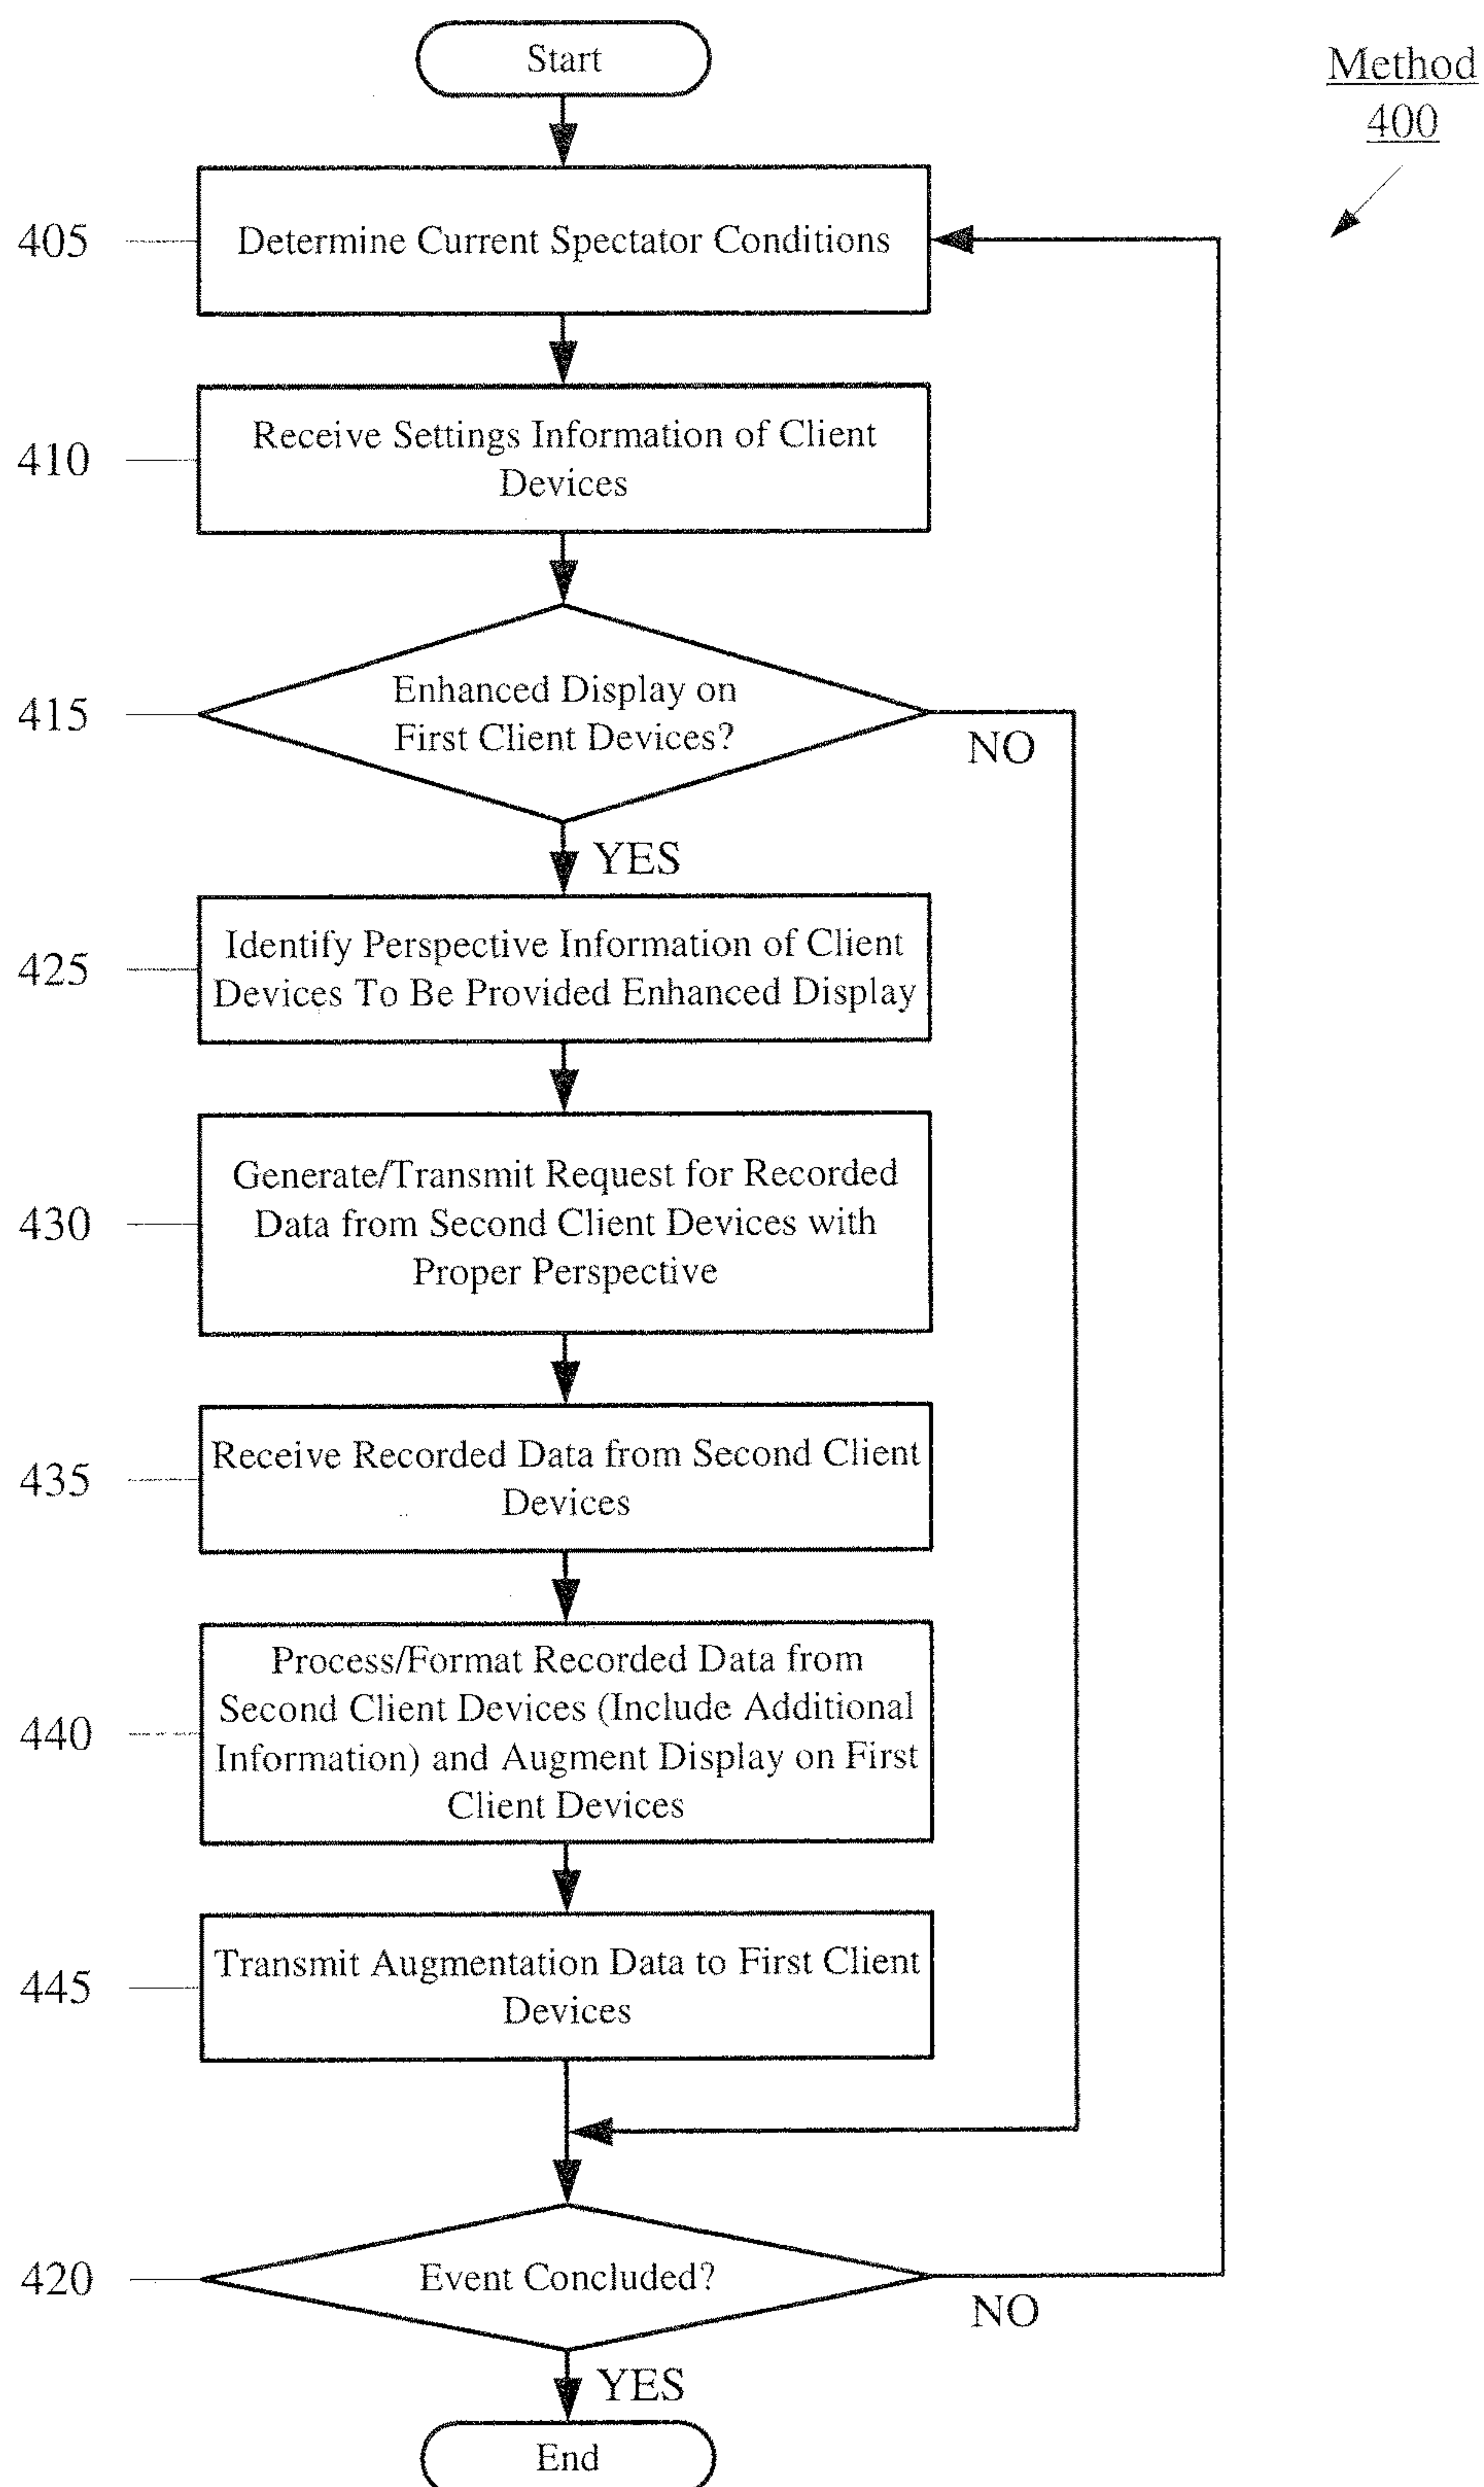 Start
Method
400
405
Determine Current Spectator Conditions
410
Receive Settings Information of Client
Devices
415
Enhanced Display on
First Client Devices?
NO
YES
425
Identify Perspective Information of Client
Devices To Be Provided Enhanced Display
430
Generate/Transmit Request for Recorded
Data from Second Client Devices with
Proper Perspective
435
Receive Recorded Data from Second Client
Devices
440
Process/Format Recorded Data from
Second Client Devices (Include Additional
Information) and Augment Display on First
Client Devices
445
Transmit Augmentation Data to First Client
Devices
420
Event Concluded?
NO
YES
End